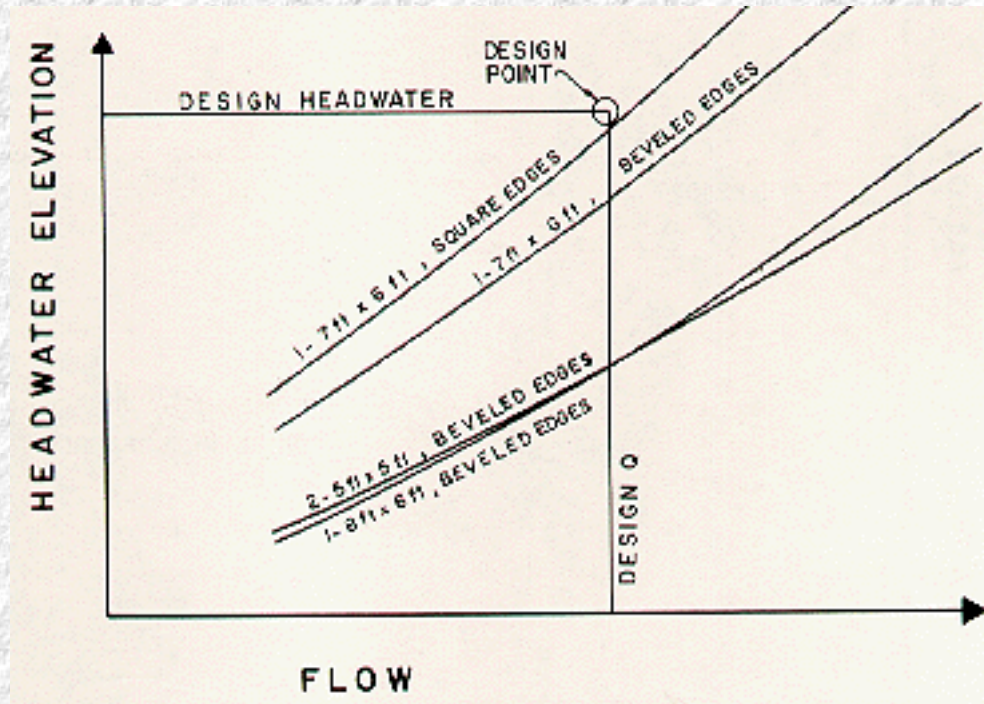 HEADWATER ELEVATION
DESIGN
POINT
DESIGN HEADWATER
1-7ft x 6ft, SQUARE EDGES
1-7ft x 6ft, BEVELED EDGES
2-6ft x 6ft, BEVELED EDGES
1-8ft x 8ft, BEVELED EDGES
DESIGN Q
FLOW